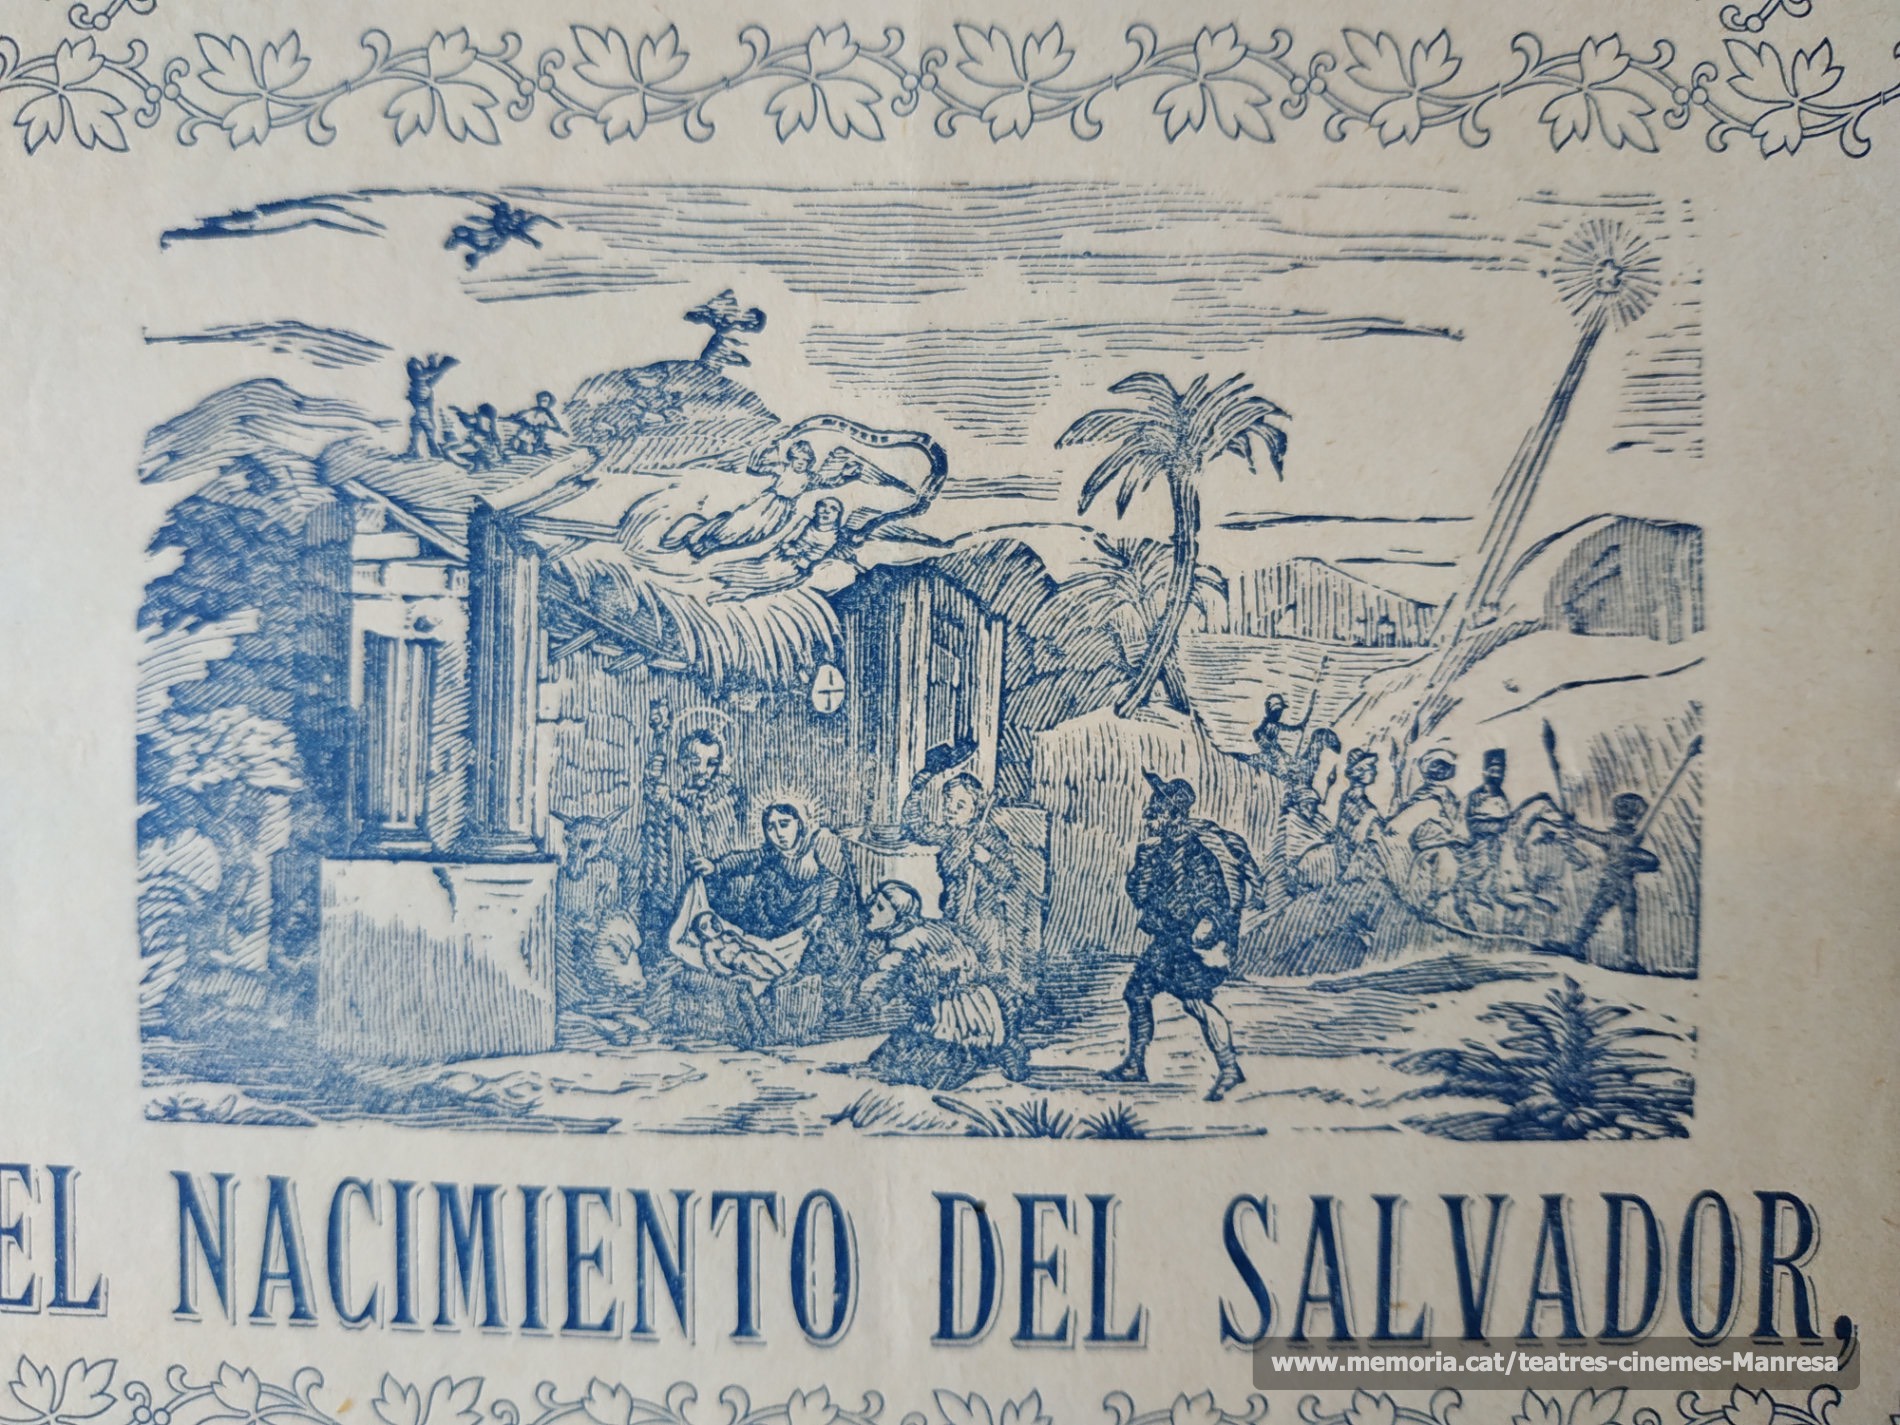 EL NACIMIENTO DEL SALVADOR,
www.memoria.cat/teatres-cinemes-Manresa